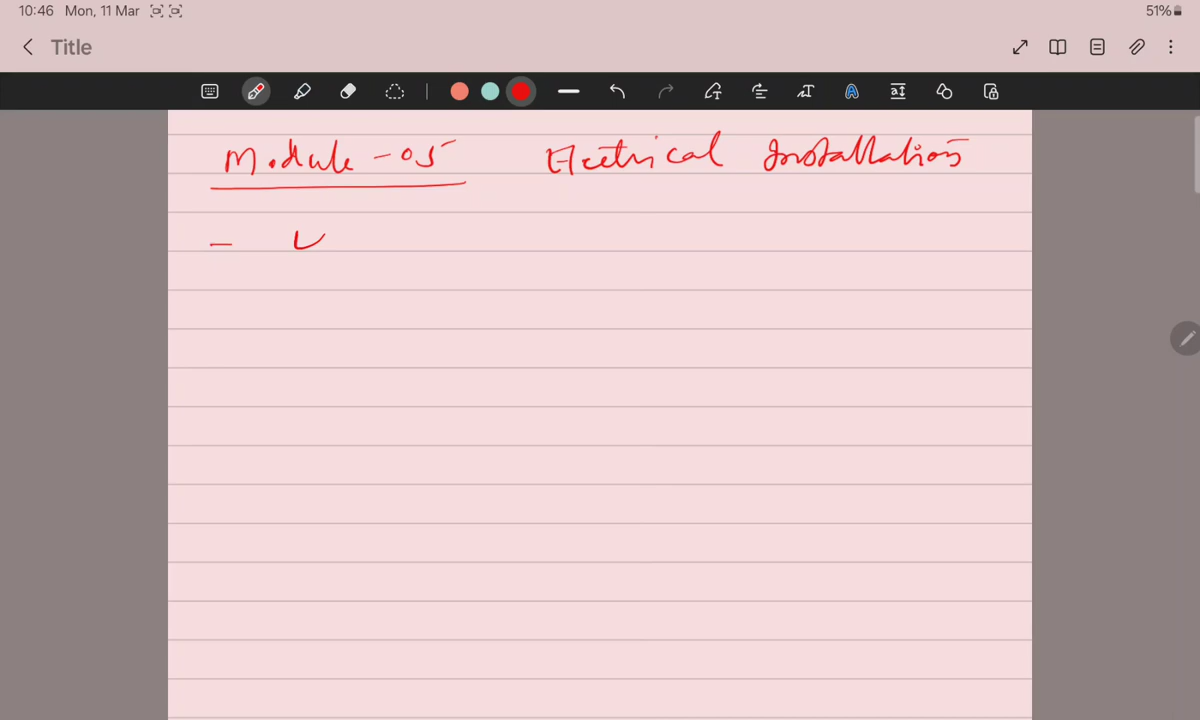 10:46 Mon, 11 Mar 51%
Title
Module - 05 Electrical Installations
- L